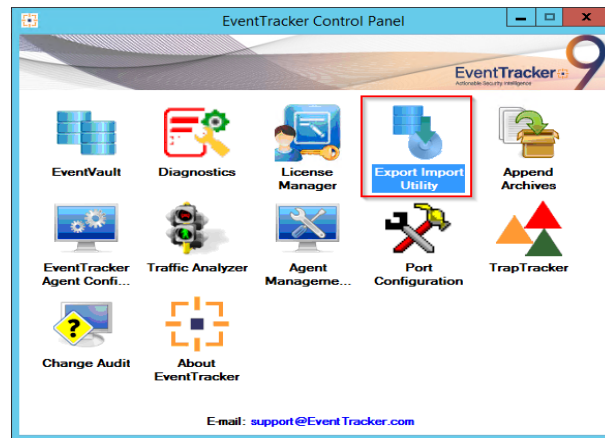 EventTracker Control Panel
EventTracker
Actionable Security Intelligence
9
EventVault
Diagnostics
License
Manager
Export Import
Utility
Append
Archives
EventTracker
Agent Confi...
Traffic Analyzer
Agent
Manageme...
Port
Configuration
TrapTracker
Change Audit
About
EventTracker
E-mail: support@EventTracker.com